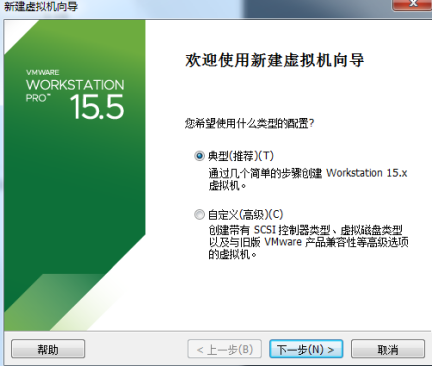 新建虚拟机向导
VMWARE
WORKSTATION
PRO™
15.5
欢迎使用新建虚拟机向导
您希望使用什么类型的配置?
典型(推荐)(T)
通过几个简单的步骤创建 Workstation 15.x
虚拟机。
自定义(高级)(C)
创建带有 SCSI 控制器类型、虚拟磁盘类型
以及与旧版 VMware 产品兼容性等高级选项
的虚拟机。
帮助
< 上一步(B)
下一步(N) >
取消